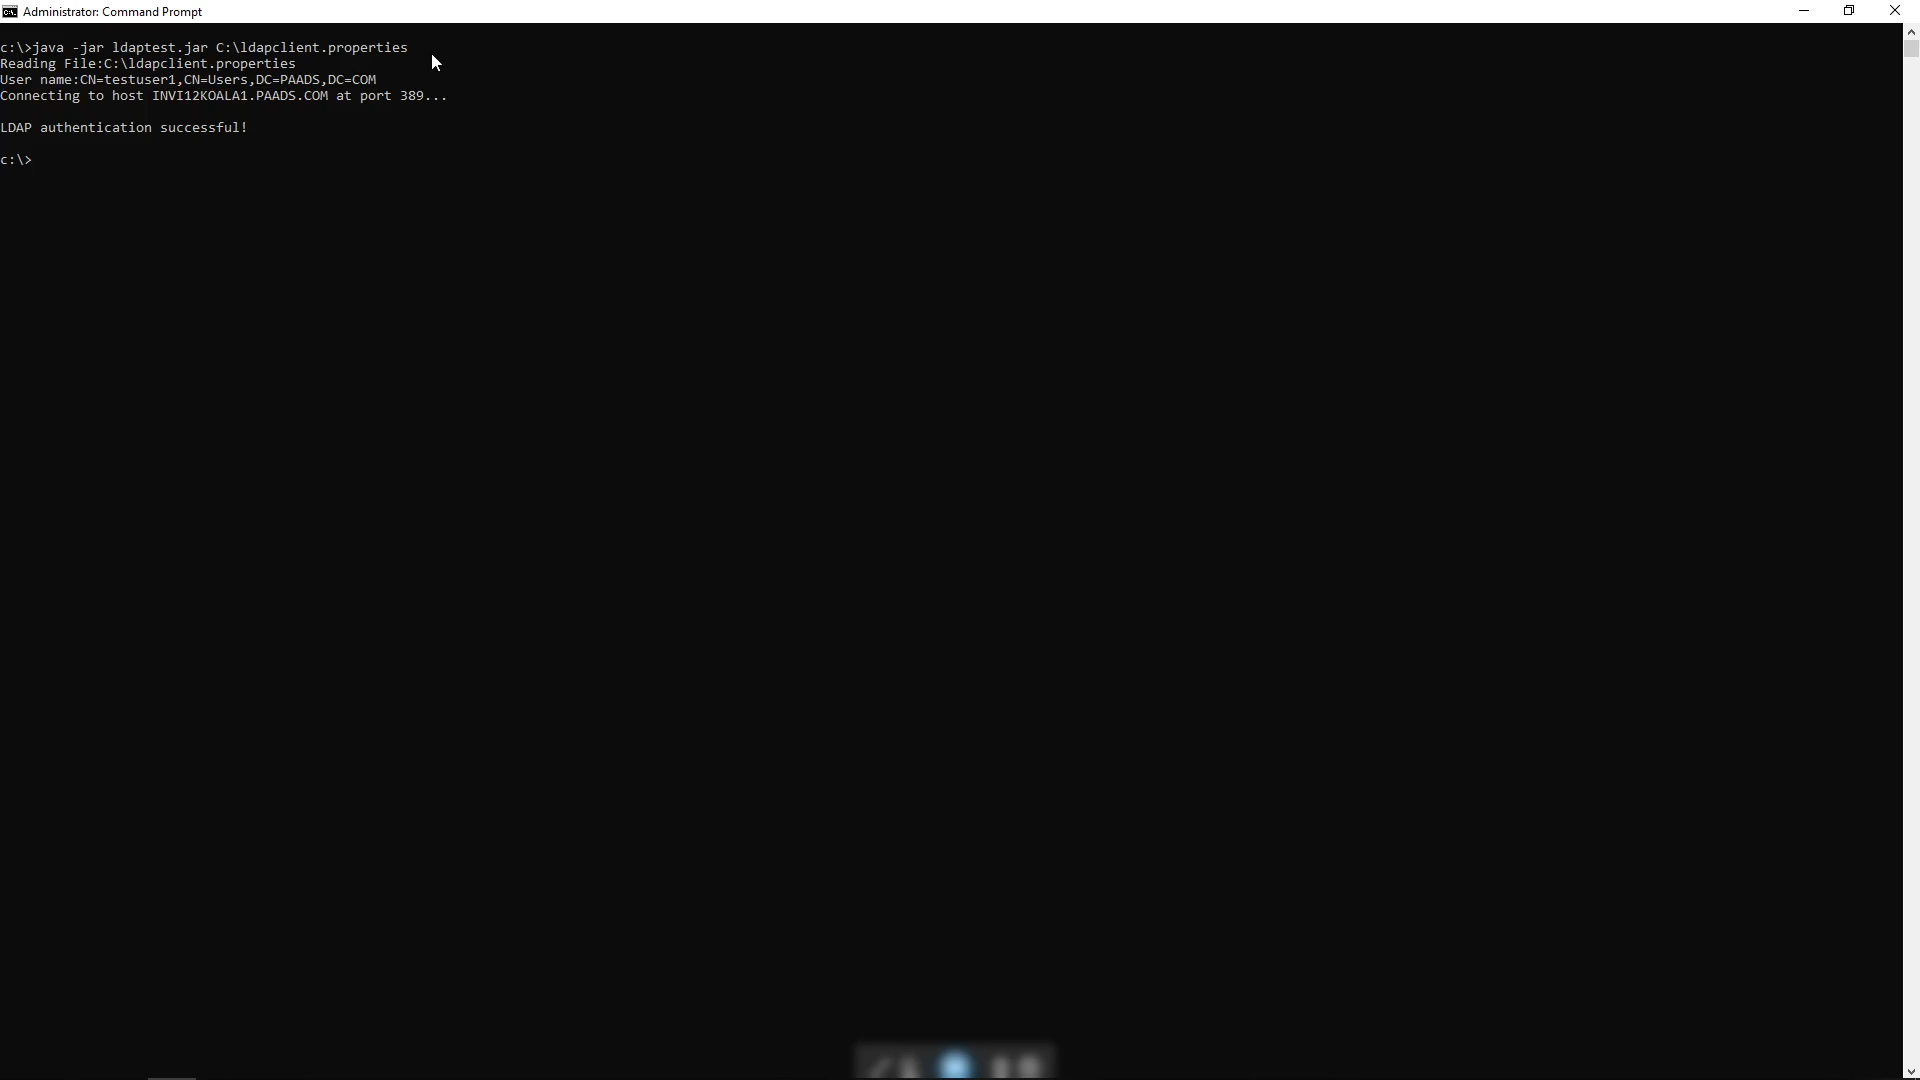 Administrator: Command Prompt
c:\>java -jar ldaptest.jar C:\ldapclient.properties
Reading File:C:\ldapclient.properties
User name:CN=testuser1,CN=Users,DC=PAADS,DC=COM
Connecting to host INVI12KOALA1.PAADS.COM at port 389...
LDAP authentication successful!
c:\>